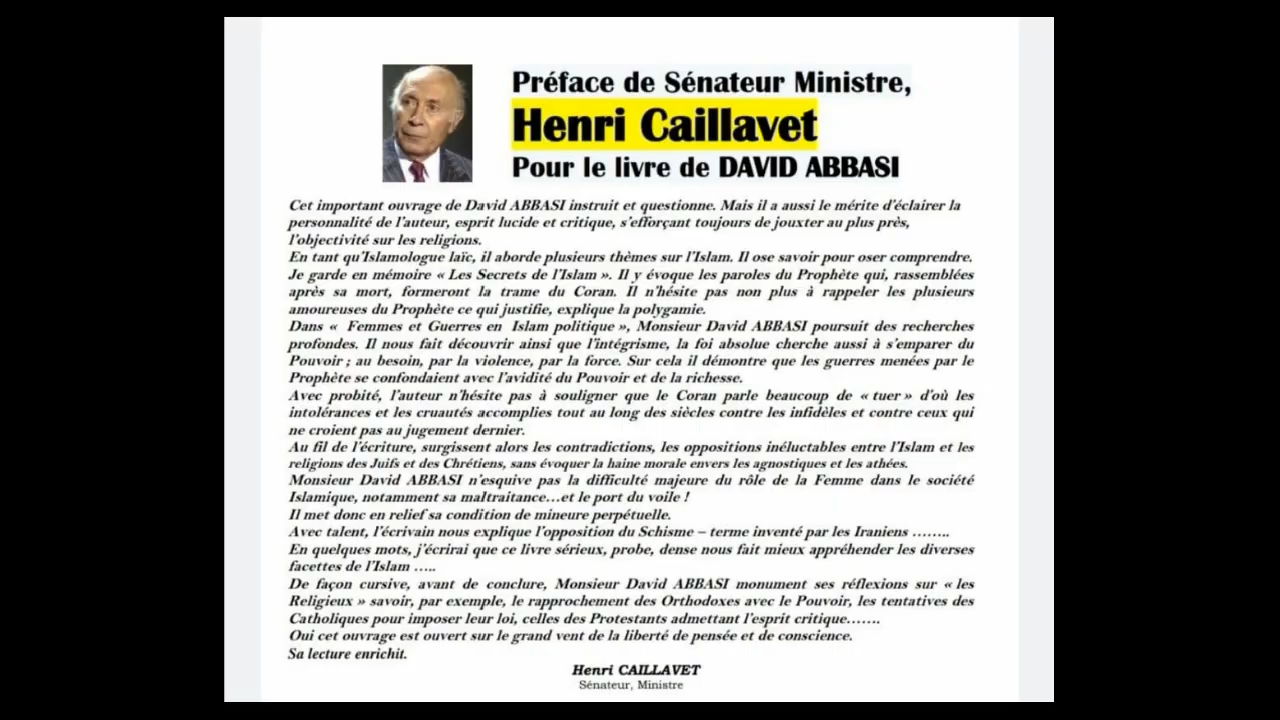 Préface de Sénateur Ministre,
Henri Caillavet
Pour le livre de DAVID ABBASI
Cet important ouvrage de David ABBASI instruit et questionne. Mais il a aussi le mérite d'éclairer la
personnalité de l'auteur, esprit lucide et critique, s'efforçant toujours de jouxter au plus près,
l'objectivité sur les religions.
En tant qu'Islamologue laïc, il aborde plusieurs thèmes sur l'Islam. Il ose savoir pour oser comprendre.
Je garde en mémoire « Les Secrets de l'Islam ». Il y évoque les paroles du Prophète qui, rassemblées
après sa mort, formeront la trame du Coran. Il n'hésite pas non plus à rappeler les plusieurs
amoureuses du Prophète ce qui justifie, explique la polygamie.
Dans « Femmes et Guerres en Islam politique », Monsieur David ABBASI poursuit des recherches
profondes. Il nous fait découvrir ainsi que l'intégrisme, la foi absolue cherche aussi à s'emparer du
Pouvoir ; au besoin, par la violence, par la force. Sur cela il démontre que les guerres menées par le
Prophète se confondaient avec l'avidité du Pouvoir et de la richesse.
Avec probité, l'auteur n'hésite pas à souligner que le Coran parle beaucoup de « tuer » d'où les
intolérances et les cruautés accomplies tout au long des siècles contre les infidèles et contre ceux qui
ne croient pas au jugement dernier.
Au fil de l'écriture, surgissent alors les contradictions, les oppositions inéluctables entre l'Islam et les
religions des Juifs et des Chrétiens, sans évoquer la haine morale envers les agnostiques et les athées.
Monsieur David ABBASI n'esquive pas la difficulté majeure du rôle de la Femme dans le société
Islamique, notamment sa maltraitance…et le port du voile !
Il met donc en relief sa condition de mineure perpétuelle.
Avec talent, l'écrivain nous explique l'opposition du Schisme – terme inventé par les Iraniens ……..
En quelques mots, j'écrirai que ce livre sérieux, probe, dense nous fait mieux appréhender les diverses
facettes de l'Islam …..
De façon cursive, avant de conclure, Monsieur David ABBASI monument ses réflexions sur « les
Religieux » savoir, par exemple, le rapprochement des Orthodoxes avec le Pouvoir, les tentatives des
Catholiques pour imposer leur loi, celles des Protestants admettant l'esprit critique…….
Oui cet ouvrage est ouvert sur le grand vent de la liberté de pensée et de conscience.
Sa lecture enrichit.
Henri CAILLAVET
Sénateur, Ministre